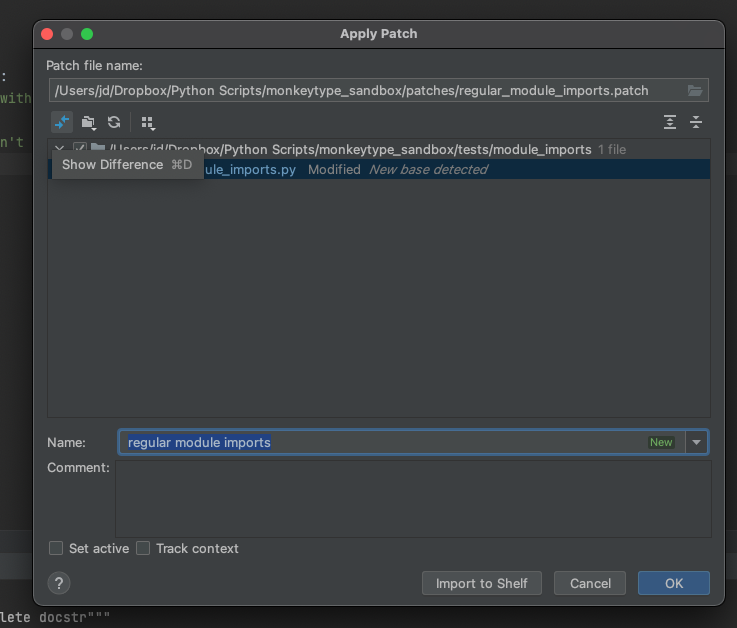 Apply Patch
:
Patch file name:
/Users/jd/Dropbox/Python Scripts/monkeytype_sandbox/patches/regular_module_imports.patch
with
n't
/Users/jd/Dropbox/Python Scripts/monkeytype_sandbox/tests/module_imports 1 file
Show Difference ⌘D
ule_imports.py Modified New base detected
Name: regular module imports New
Comment:
Set active Track context
? Import to Shelf Cancel OK
lete docstr"""